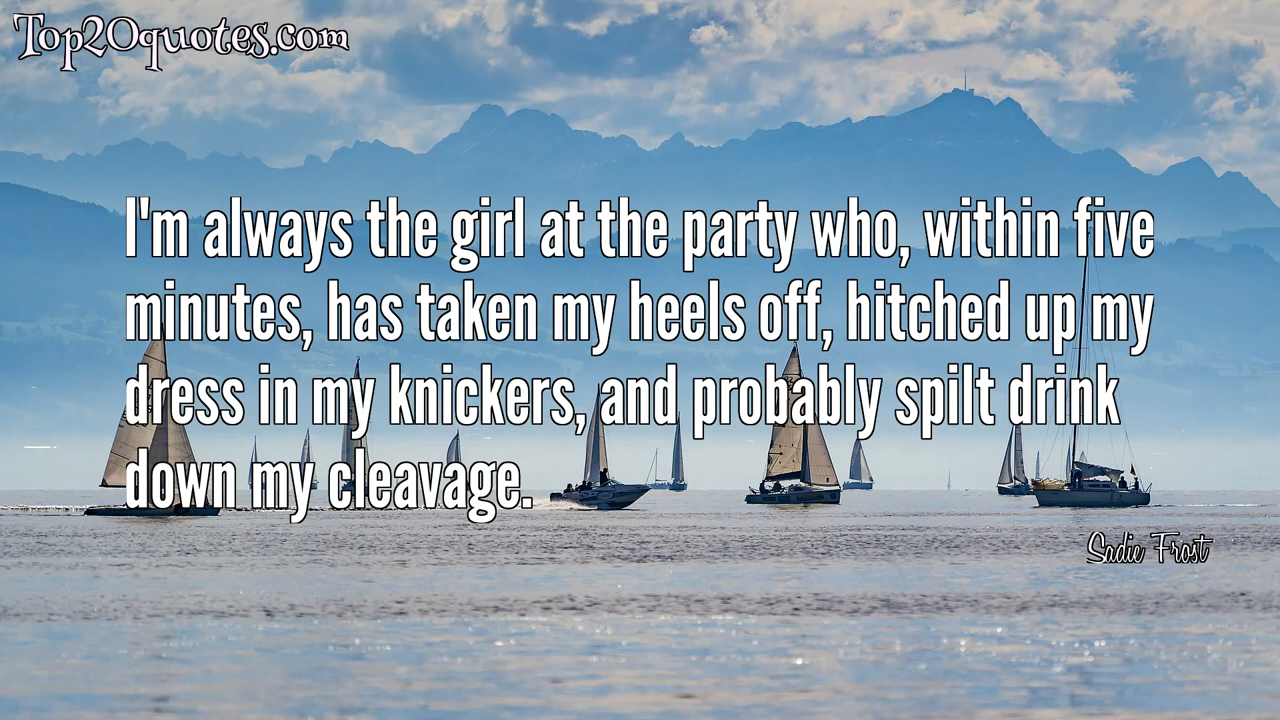 Top20quotes.com
I'm always the girl at the party who, within five
minutes, has taken my heels off, hitched up my
dress in my knickers, and probably spilt drink
down my cleavage.
Sadie Frost